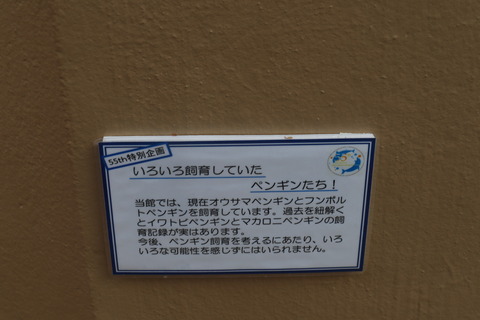 55th特別企画
いろいろ飼育していた
ペンギンたち！
当館では、現在オウサマペンギンとフンボル
トペンギンを飼育しています。過去を紐解く
とイワトビペンギンとマカロニペンギンの飼
育記録が実はあります。
今後、ペンギン飼育を考えるにあたり、いろ
いろな可能性を感じずにはいられません。